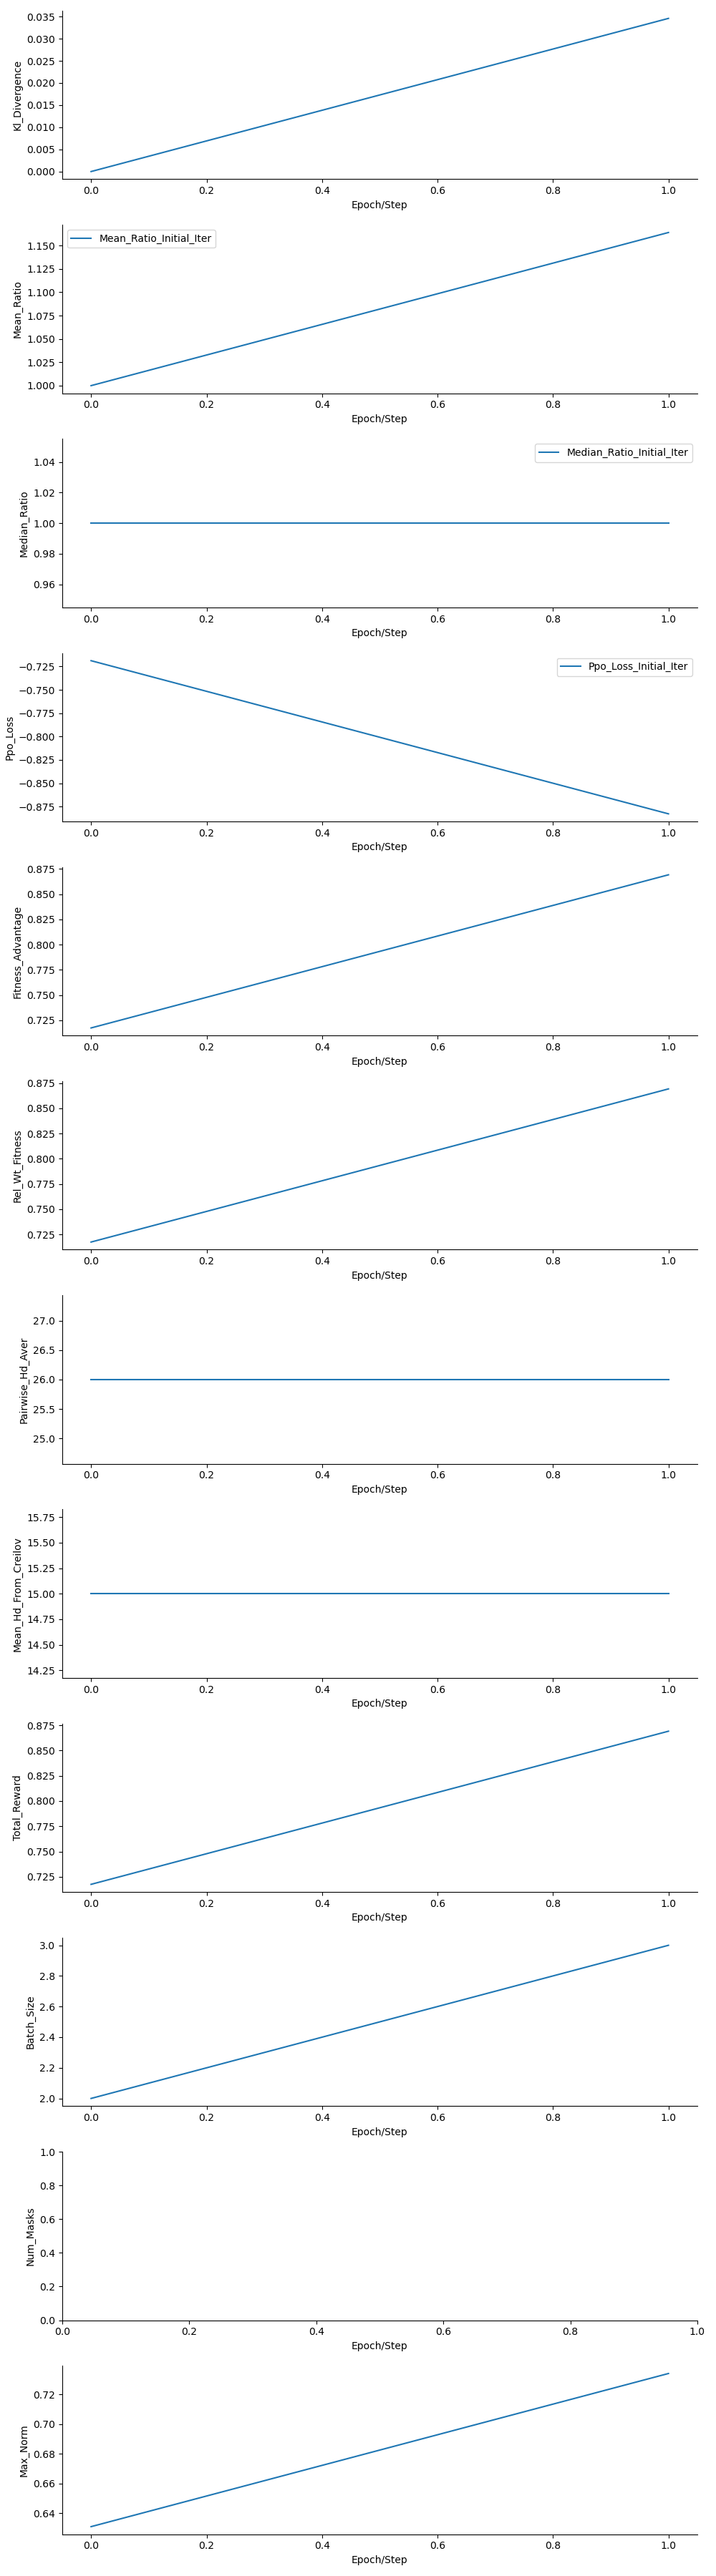 0.035
0.030
0.025
0.020
0.015
0.010
0.005
0.000
Kl_Divergence
0.0 0.2 0.4 0.6 0.8 1.0
Epoch/Step
Mean_Ratio_Initial_Iter
1.150
1.125
1.100
1.075
1.050
1.025
1.000
Mean_Ratio
0.0 0.2 0.4 0.6 0.8 1.0
Epoch/Step
Median_Ratio_Initial_Iter
1.04
1.02
1.00
0.98
0.96
Median_Ratio
0.0 0.2 0.4 0.6 0.8 1.0
Epoch/Step
Ppo_Loss_Initial_Iter
−0.725
−0.750
−0.775
−0.800
−0.825
−0.850
−0.875
Ppo_Loss
0.0 0.2 0.4 0.6 0.8 1.0
Epoch/Step
0.875
0.850
0.825
0.800
0.775
0.750
0.725
Fitness_Advantage
0.0 0.2 0.4 0.6 0.8 1.0
Epoch/Step
0.875
0.850
0.825
0.800
0.775
0.750
0.725
Rel_Wt_Fitness
0.0 0.2 0.4 0.6 0.8 1.0
Epoch/Step
27.0
26.5
26.0
25.5
25.0
Pairwise_Hd_Aver
0.0 0.2 0.4 0.6 0.8 1.0
Epoch/Step
15.75
15.50
15.25
15.00
14.75
14.50
14.25
Mean_Hd_From_Creilov
0.0 0.2 0.4 0.6 0.8 1.0
Epoch/Step
0.875
0.850
0.825
0.800
0.775
0.750
0.725
Total_Reward
0.0 0.2 0.4 0.6 0.8 1.0
Epoch/Step
3.0
2.8
2.6
2.4
2.2
2.0
Batch_Size
0.0 0.2 0.4 0.6 0.8 1.0
Epoch/Step
1.0
0.8
0.6
0.4
0.2
0.0
Num_Masks
0.0 0.2 0.4 0.6 0.8 1.0
Epoch/Step
0.72
0.70
0.68
0.66
0.64
Max_Norm
0.0 0.2 0.4 0.6 0.8 1.0
Epoch/Step